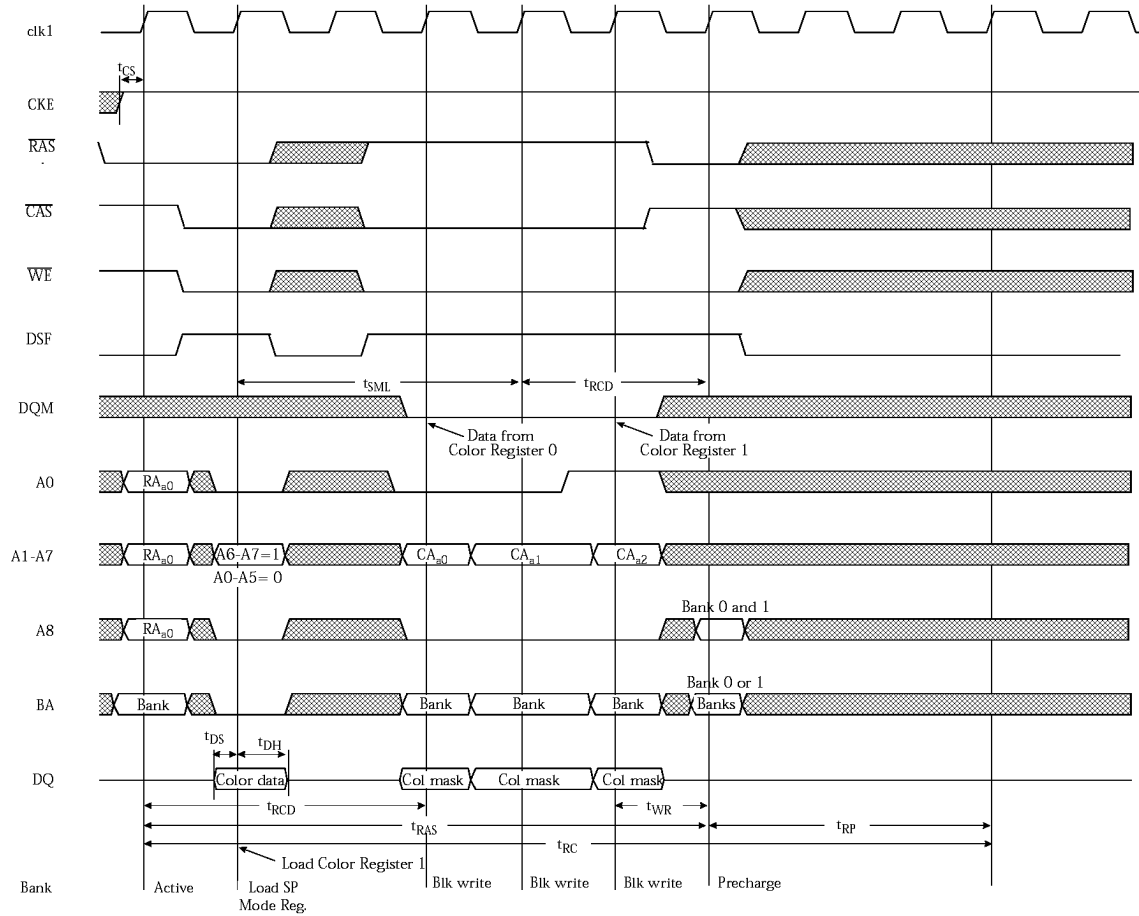 clk1
tCS
CKE
RAS
CAS
WE
DSF
tSML
tRCD
DQM
Data from
Color Register 0
Data from
Color Register 1
A0
RAa0
A1-A7
RAa0
A6-A7=1
CAa0
CAa1
CAa2
A0-A5= 0
Bank 0 and 1
A8
RAa0
Bank 0 or 1
BA
Bank
Bank
Bank
Bank
Banks
tDS
tDH
DQ
Color data
Col mask
Col mask
Col mask
tRCD
tWR
tRAS
tRP
tRC
Load Color Register 1
Bank
Active
Load SP
Mode Reg.
Blk write
Blk write
Blk write
Precharge